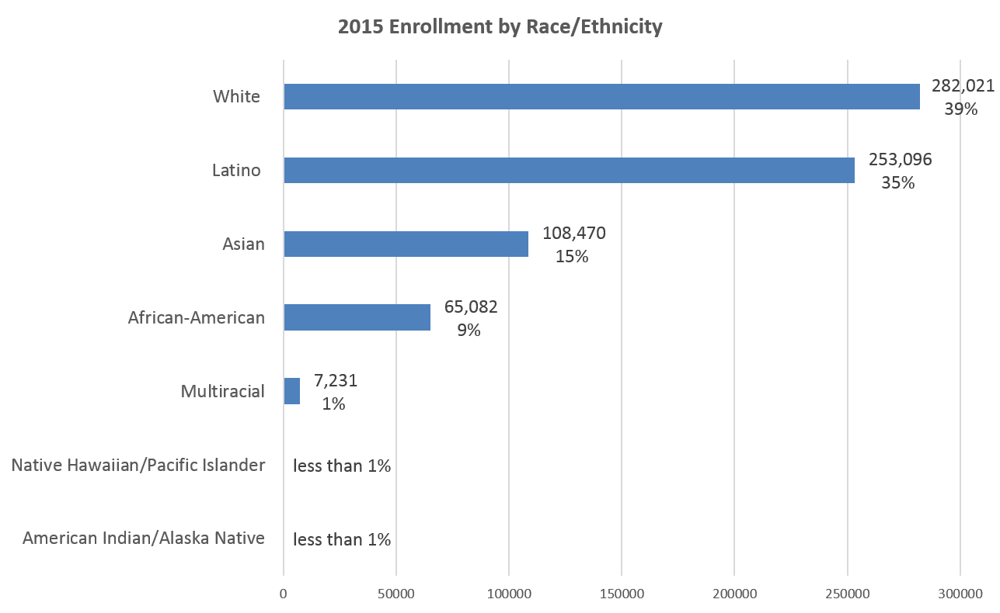 2015 Enrollment by Race/Ethnicity
White
282,021
39%
Latino
253,096
35%
Asian
108,470
15%
African-American
65,082
9%
Multiracial
7,231
1%
Native Hawaiian/Pacific Islander
less than 1%
American Indian/Alaska Native
less than 1%
0 50000 100000 150000 200000 250000 300000